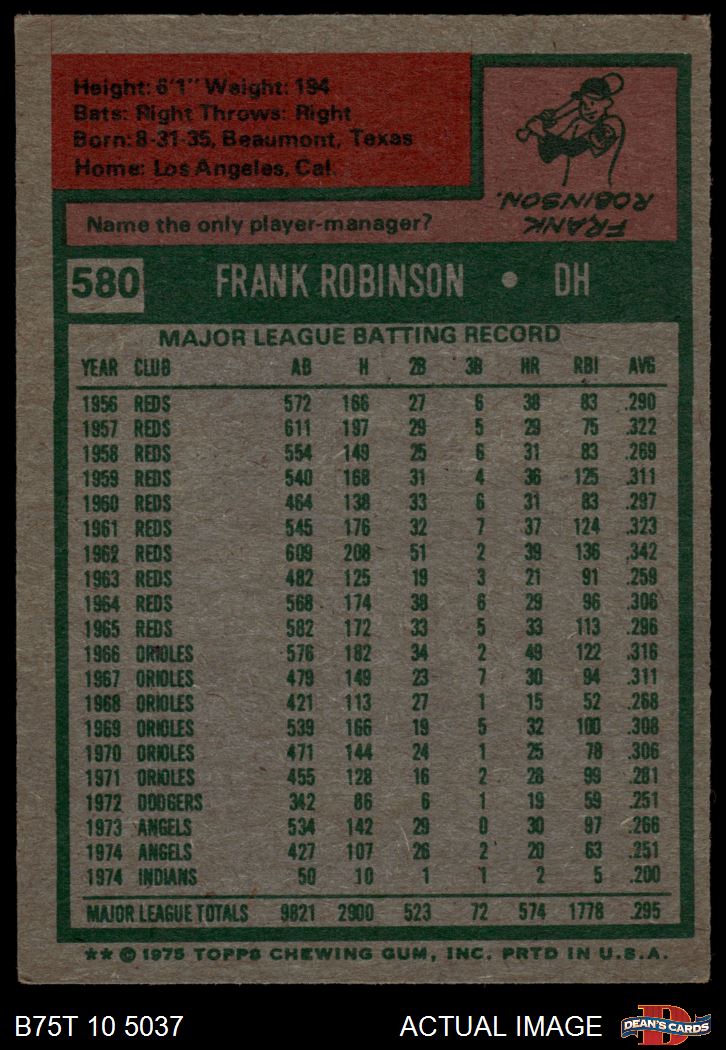 Height: 6'1" Weight: 194
Bats: Right Throws: Right
Born: 8-31-35, Beaumont, Texas
Home: Los Angeles, Cal.
Name the only player-manager?
FRANK
ROBINSON.
580 FRANK ROBINSON • DH
MAJOR LEAGUE BATTING RECORD
YEAR CLUB AB H 2B 3B HR RBI AVG
1956 REDS 572 166 27 6 38 83 .290
1957 REDS 611 197 29 5 29 75 .322
1958 REDS 554 149 25 6 31 83 .269
1959 REDS 540 168 31 4 36 125 .311
1960 REDS 464 138 33 6 31 83 .297
1961 REDS 545 176 32 7 37 124 .323
1962 REDS 609 208 51 2 39 136 .342
1963 REDS 482 125 19 3 21 91 .259
1964 REDS 568 174 38 6 29 96 .306
1965 REDS 582 172 33 5 33 113 .296
1966 ORIOLES 576 182 34 2 49 122 .316
1967 ORIOLES 479 149 23 7 30 94 .311
1968 ORIOLES 421 113 27 1 15 52 .268
1969 ORIOLES 539 166 19 5 32 100 .308
1970 ORIOLES 471 144 24 1 25 78 .306
1971 ORIOLES 455 128 16 2 28 99 .281
1972 DODGERS 342 86 6 1 19 59 .251
1973 ANGELS 534 142 29 0 30 97 .266
1974 ANGELS 427 107 26 2 20 63 .251
1974 INDIANS 50 10 1 1 2 5 .200
MAJOR LEAGUE TOTALS 9821 2900 523 72 574 1778 .295
** © 1975 TOPPS CHEWING GUM, INC. PRTD IN U.S.A.
B75T 10 5037 ACTUAL IMAGE
D
DEAN'S CARDS